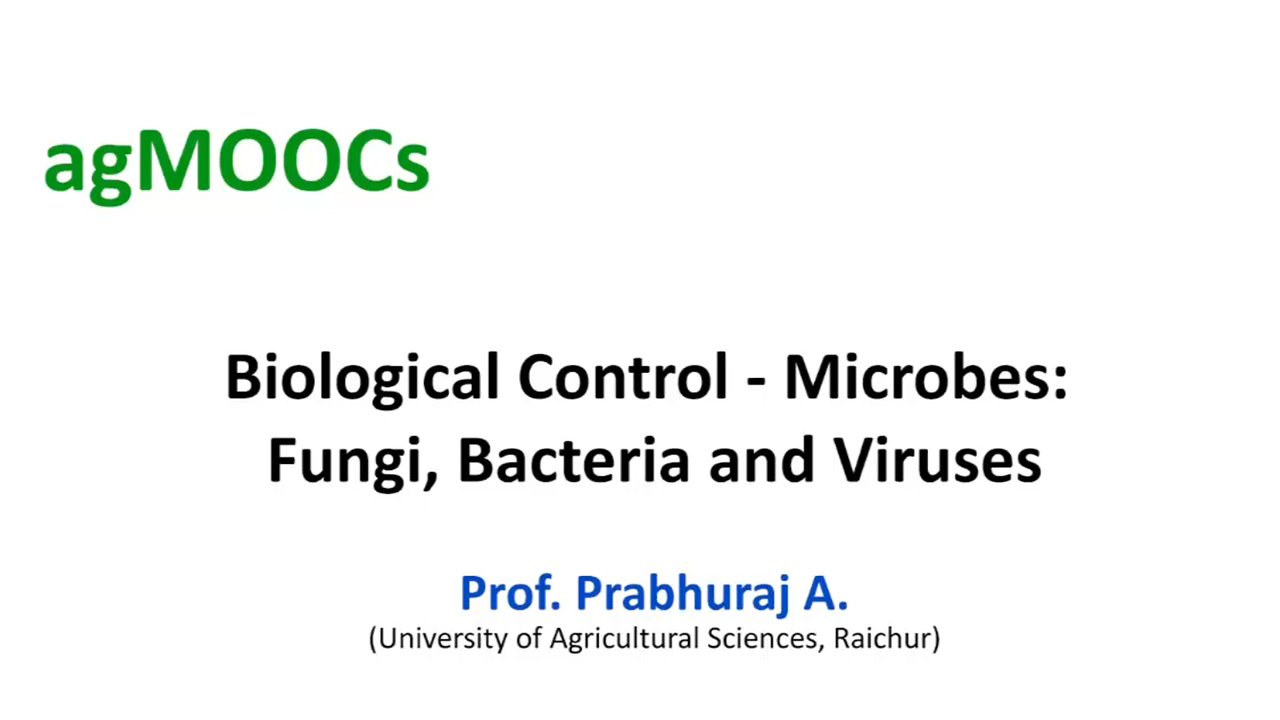 agMOOCs
Biological Control - Microbes:
Fungi, Bacteria and Viruses
Prof. Prabhuraj A.
(University of Agricultural Sciences, Raichur)